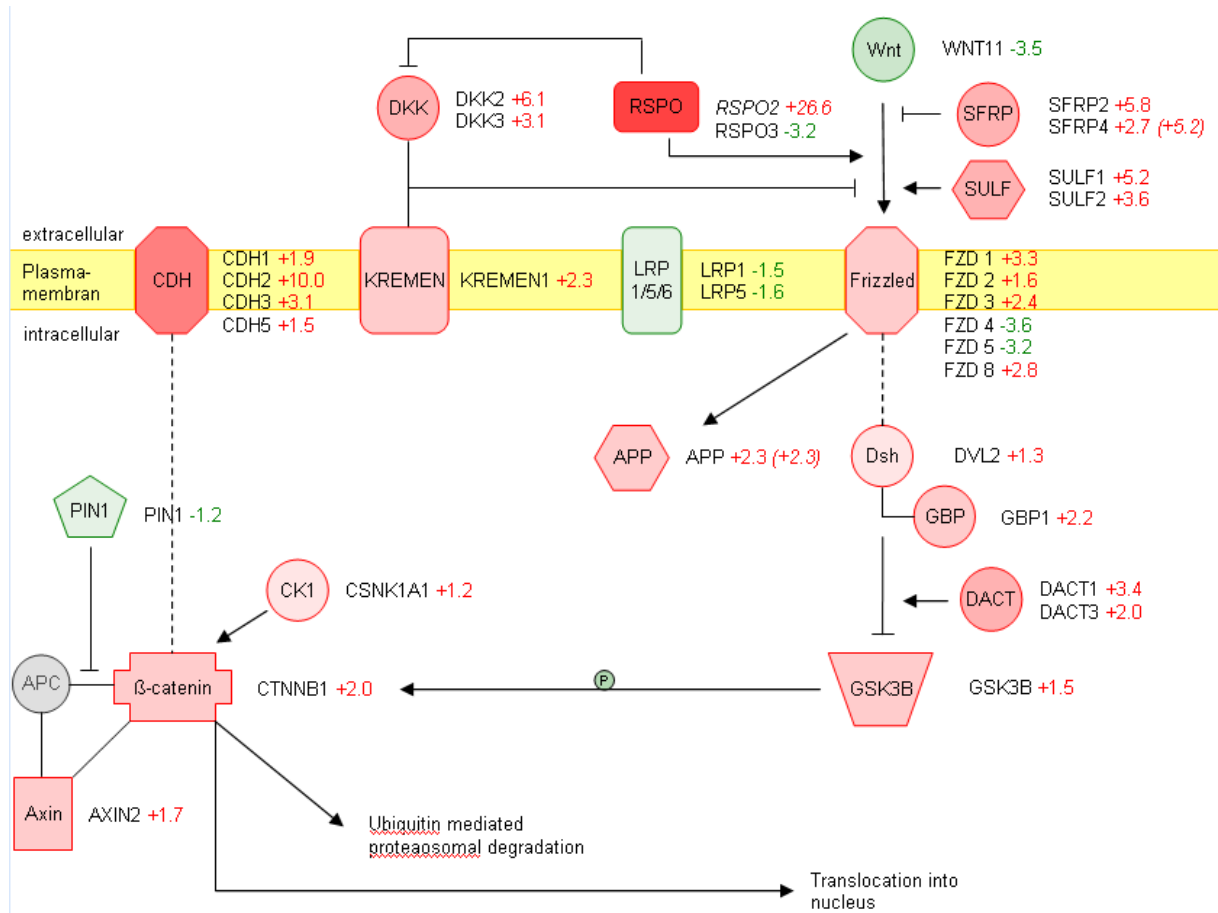 Wnt
WNT11 -3.5
DKK
DKK2 +6.1
DKK3 +3.1
RSPO
RSPO2 +26.6
RSPO3 -3.2
SFRP
SFRP2 +5.8
SFRP4 +2.7 (+5.2)
SULF
SULF1 +5.2
SULF2 +3.6
extracellular
Plasma-
membran
intracellular
CDH
CDH1 +1.9
CDH2 +10.0
CDH3 +3.1
CDH5 +1.5
KREMEN
KREMEN1 +2.3
LRP
1/5/6
LRP1 -1.5
LRP5 -1.6
Frizzled
FZD 1 +3.3
FZD 2 +1.6
FZD 3 +2.4
FZD 4 -3.6
FZD 5 -3.2
FZD 8 +2.8
APP
APP +2.3 (+2.3)
Dsh
DVL2 +1.3
PIN1
PIN1 -1.2
GBP
GBP1 +2.2
CK1
CSNK1A1 +1.2
DACT
DACT1 +3.4
DACT3 +2.0
APC
ß-catenin
CTNNB1 +2.0
P
GSK3B
GSK3B +1.5
Axin
AXIN2 +1.7
Ubiquitin mediated
proteaosmal degradation
Translocation into
nucleus